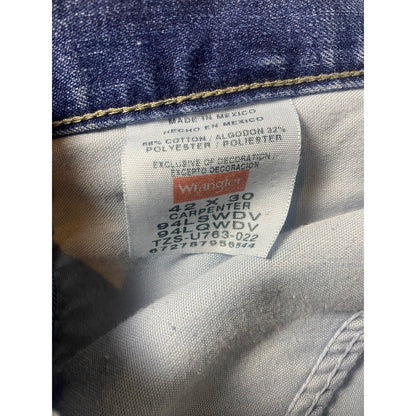 MADE IN MEXICO
HECHO EN MEXICO
68% COTTON / ALGODON 32%
POLYESTER / POLIESTER
EXCLUSIVE OF DECORATION/
EXCEPTO DECORACION
Wrangler
42 X 30
CARPENTER
94LSWDV
94LQWDV
TZS-U763-022
672787956544